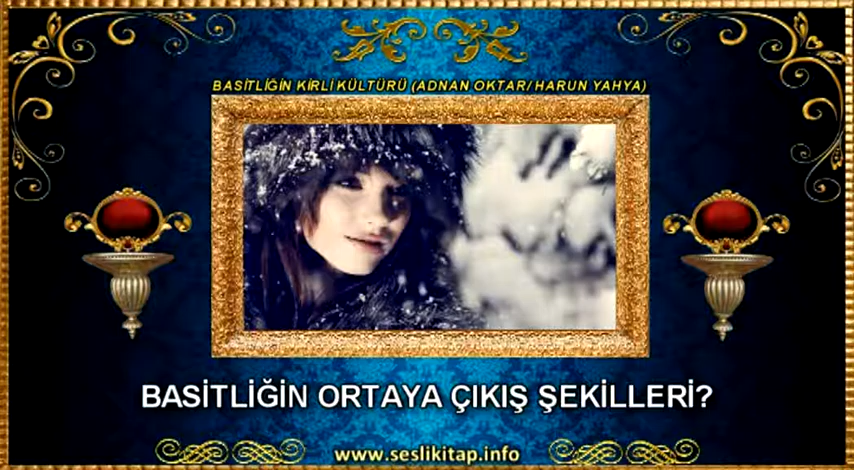 BASİTLİĞİN KİRLİ KÜLTÜRÜ (ADNAN OKTAR/ HARUN YAHYA)
BASİTLİĞİN ORTAYA ÇIKIŞ ŞEKİLLERİ?
www.seslikitap.info